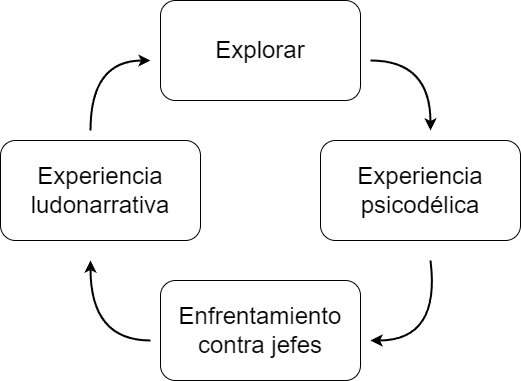 Explorar
Experiencia
psicodélica
Enfrentamiento
contra jefes
Experiencia
ludonarrativa